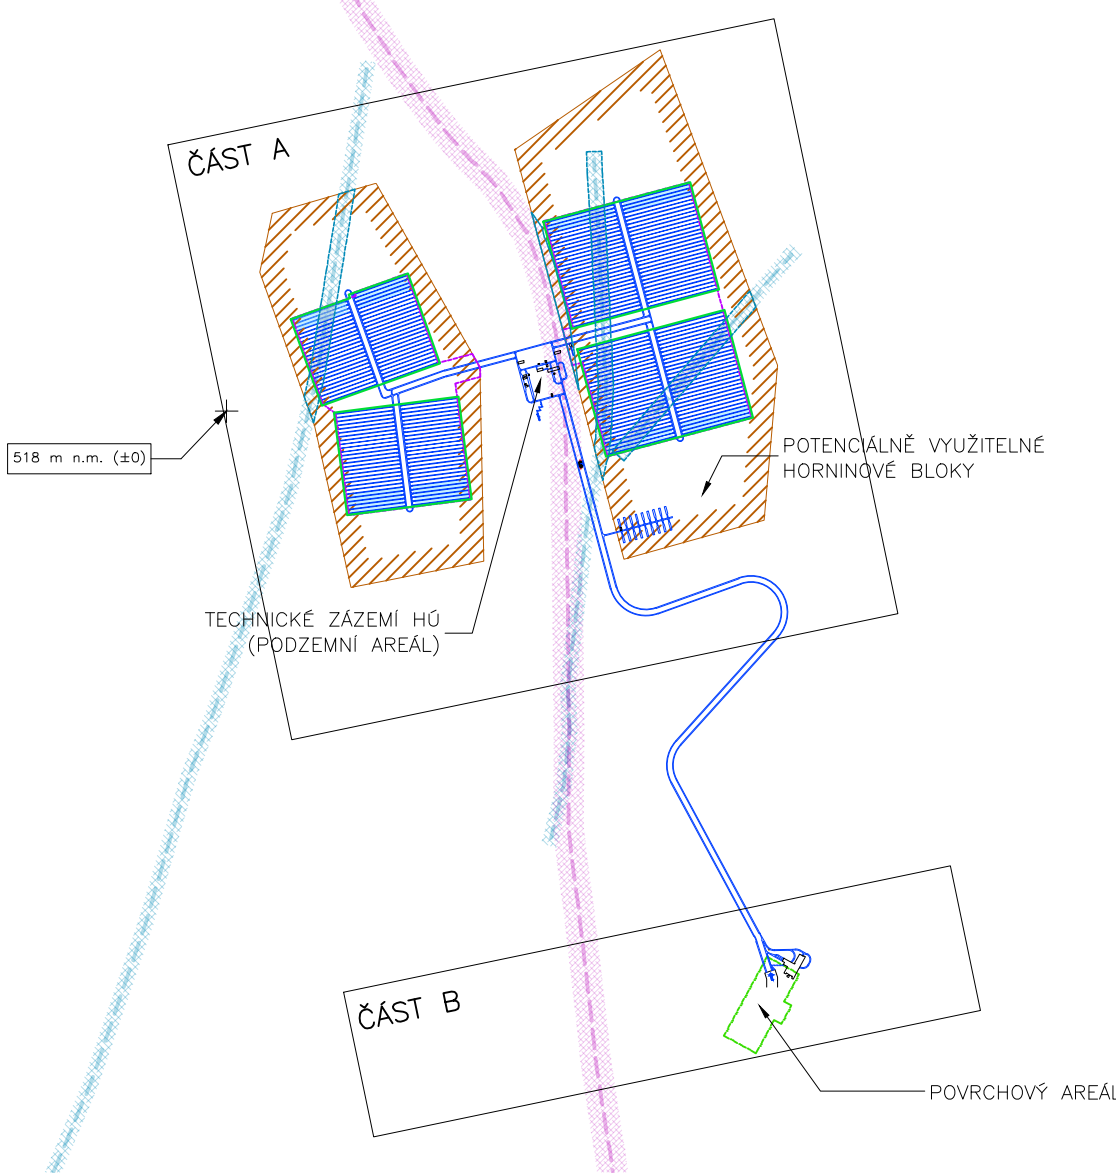 ČÁST A
518 m n.m. (±0)
POTENCIÁLNĚ VYUŽITELNÉ
HORNINOVÉ BLOKY
TECHNICKÉ ZÁZEMÍ HÚ
(PODZEMNÍ AREÁL)
ČÁST B
POVRCHOVÝ AREÁL